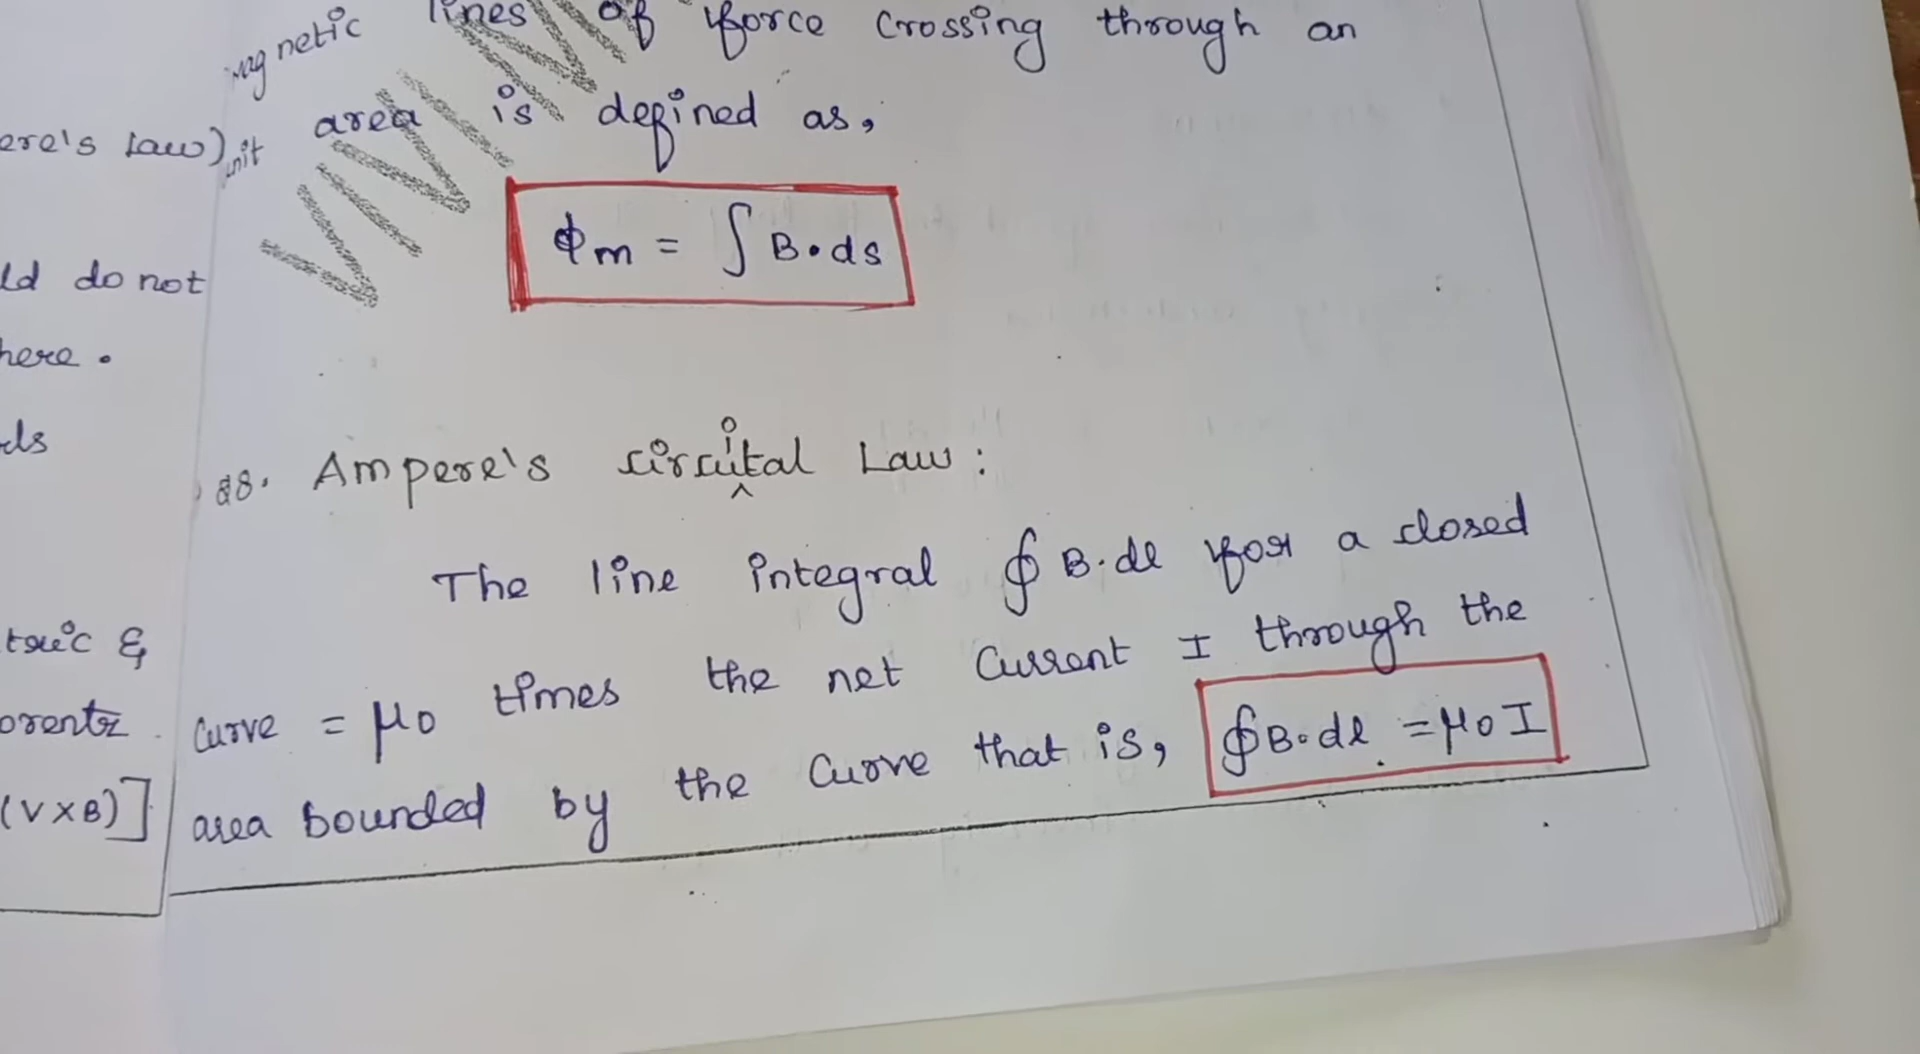 ere's Law)
ld do not
here.
ds
tric &
orentz
(V×B)]
magnetic lines of force crossing through an
unit area is defined as,
Φm = ∫ B·ds
28. Ampere's circuital Law:
The line integral ∮ B·dl for a closed
curve = μ0 times the net current I through the
area bounded by the curve that is, ∮B·dl = μ0I